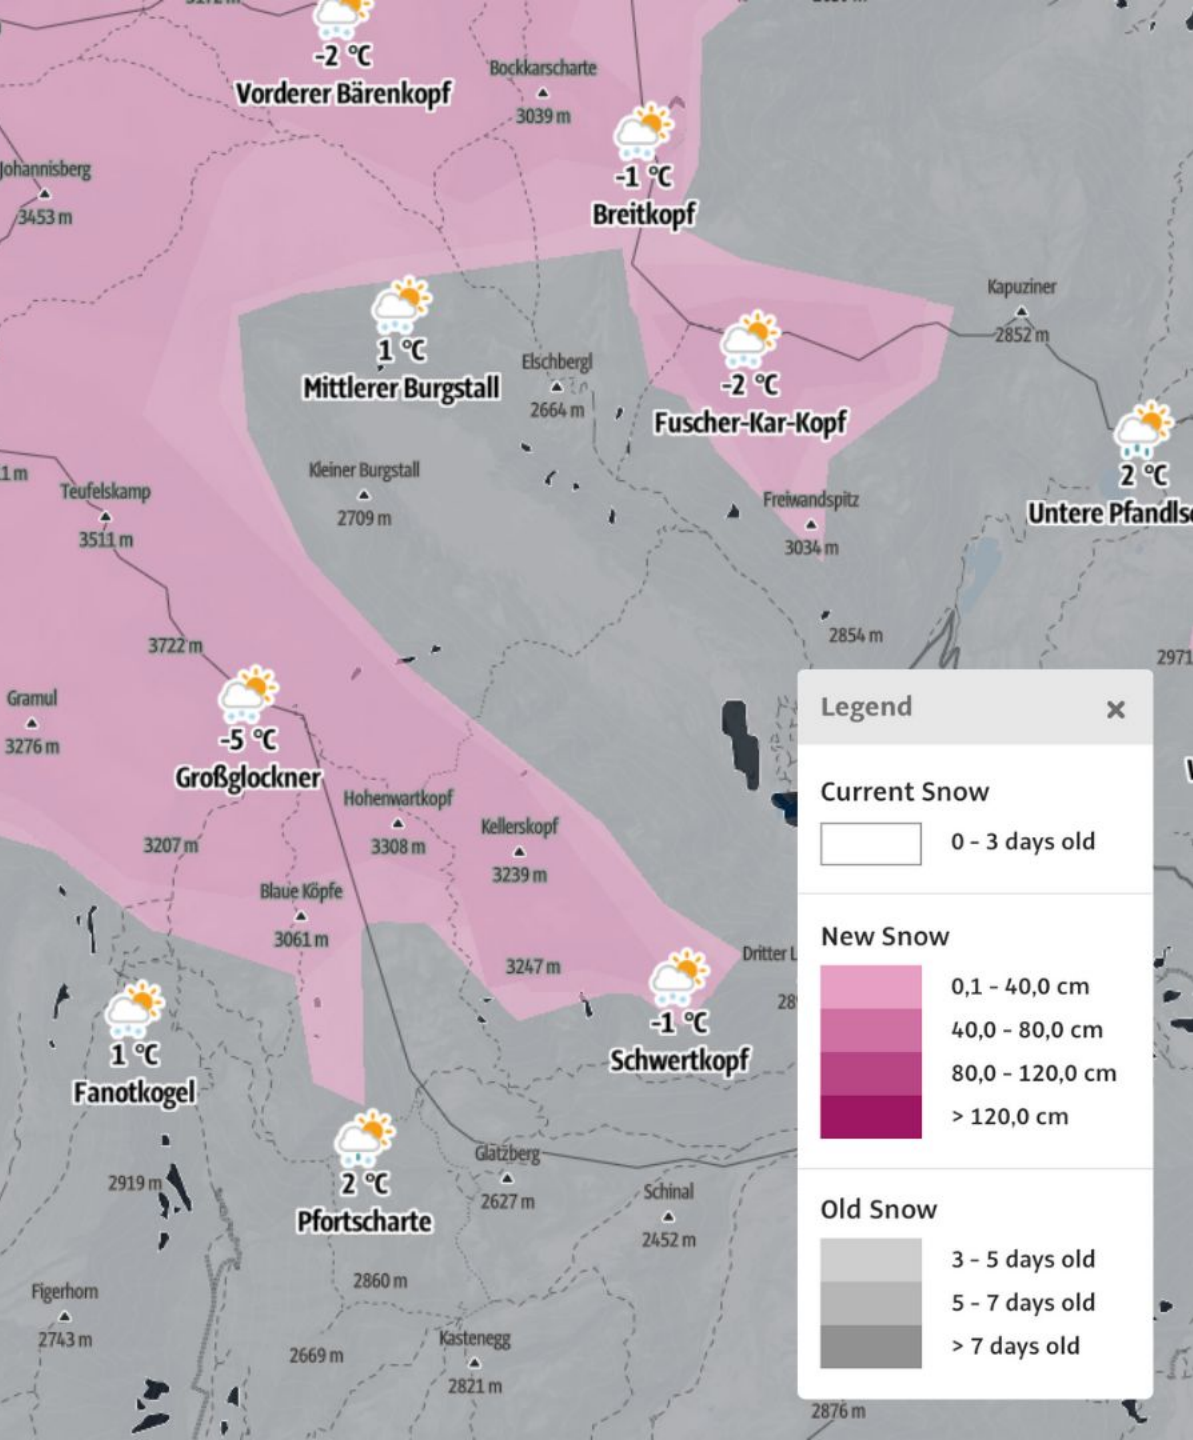 -2 °C
Vorderer Bärenkopf
Bockkarscharte
3039 m
Johannisberg
3453 m
-1 °C
Breitkopf
Kapuziner
2852 m
1 °C
Mittlerer Burgstall
Elschbergl
2664 m
-2 °C
Fuscher-Kar-Kopf
2 °C
Untere Pfandlsc
Kleiner Burgstall
2709 m
1 m
Teufelskamp
3511 m
Freiwandspitz
3034 m
2854 m
2971
3722 m
Gramul
3276 m
-5 °C
Großglockner
Hohenwartkopf
3308 m
Kellerskopf
3239 m
3207 m
Blaue Köpfe
3061 m
3247 m
Dritter L
28
-1 °C
Schwertkopf
1 °C
Fanotkogel
2 °C
Pfortscharte
2919 m
Glatzberg
2627 m
Schinal
2452 m
2860 m
Figerhorn
2743 m
2669 m
Kastenegg
2821 m
2876 m
Legend
Current Snow
0 - 3 days old
New Snow
0,1 - 40,0 cm
40,0 - 80,0 cm
80,0 - 120,0 cm
> 120,0 cm
Old Snow
3 - 5 days old
5 - 7 days old
> 7 days old